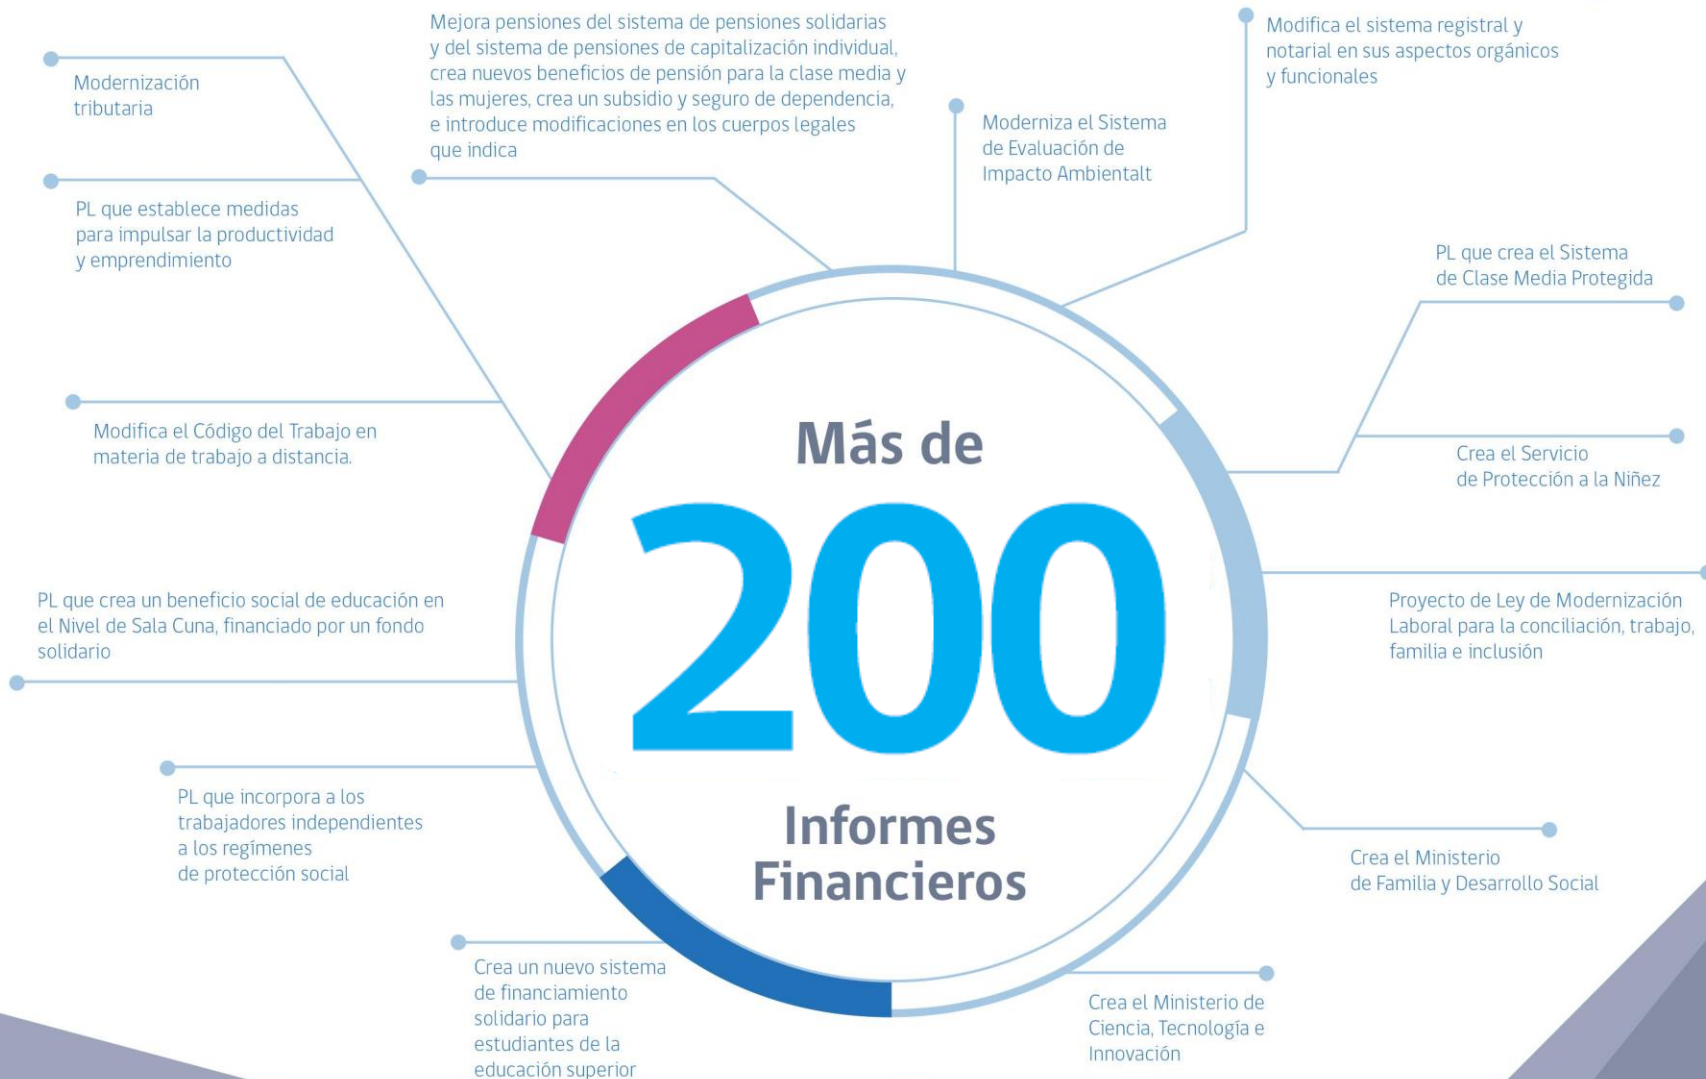 Mejora pensiones del sistema de pensiones solidarias
y del sistema de pensiones de capitalización individual,
crea nuevos beneficios de pensión para la clase media y
las mujeres, crea un subsidio y seguro de dependencia,
e introduce modificaciones en los cuerpos legales
que indica
Modifica el sistema registral y
notarial en sus aspectos orgánicos
y funcionales
Modernización
tributaria
Moderniza el Sistema
de Evaluación de
Impacto Ambientalt
PL que establece medidas
para impulsar la productividad
y emprendimiento
PL que crea el Sistema
de Clase Media Protegida
Modifica el Código del Trabajo en
materia de trabajo a distancia.
Crea el Servicio
de Protección a la Niñez
Más de
200
Informes
Financieros
PL que crea un beneficio social de educación en
el Nivel de Sala Cuna, financiado por un fondo
solidario
Proyecto de Ley de Modernización
Laboral para la conciliación, trabajo,
familia e inclusión
PL que incorpora a los
trabajadores independientes
a los regímenes
de protección social
Crea el Ministerio
de Familia y Desarrollo Social
Crea un nuevo sistema
de financiamiento
solidario para
estudiantes de la
educación superior
Crea el Ministerio de
Ciencia, Tecnología e
Innovación